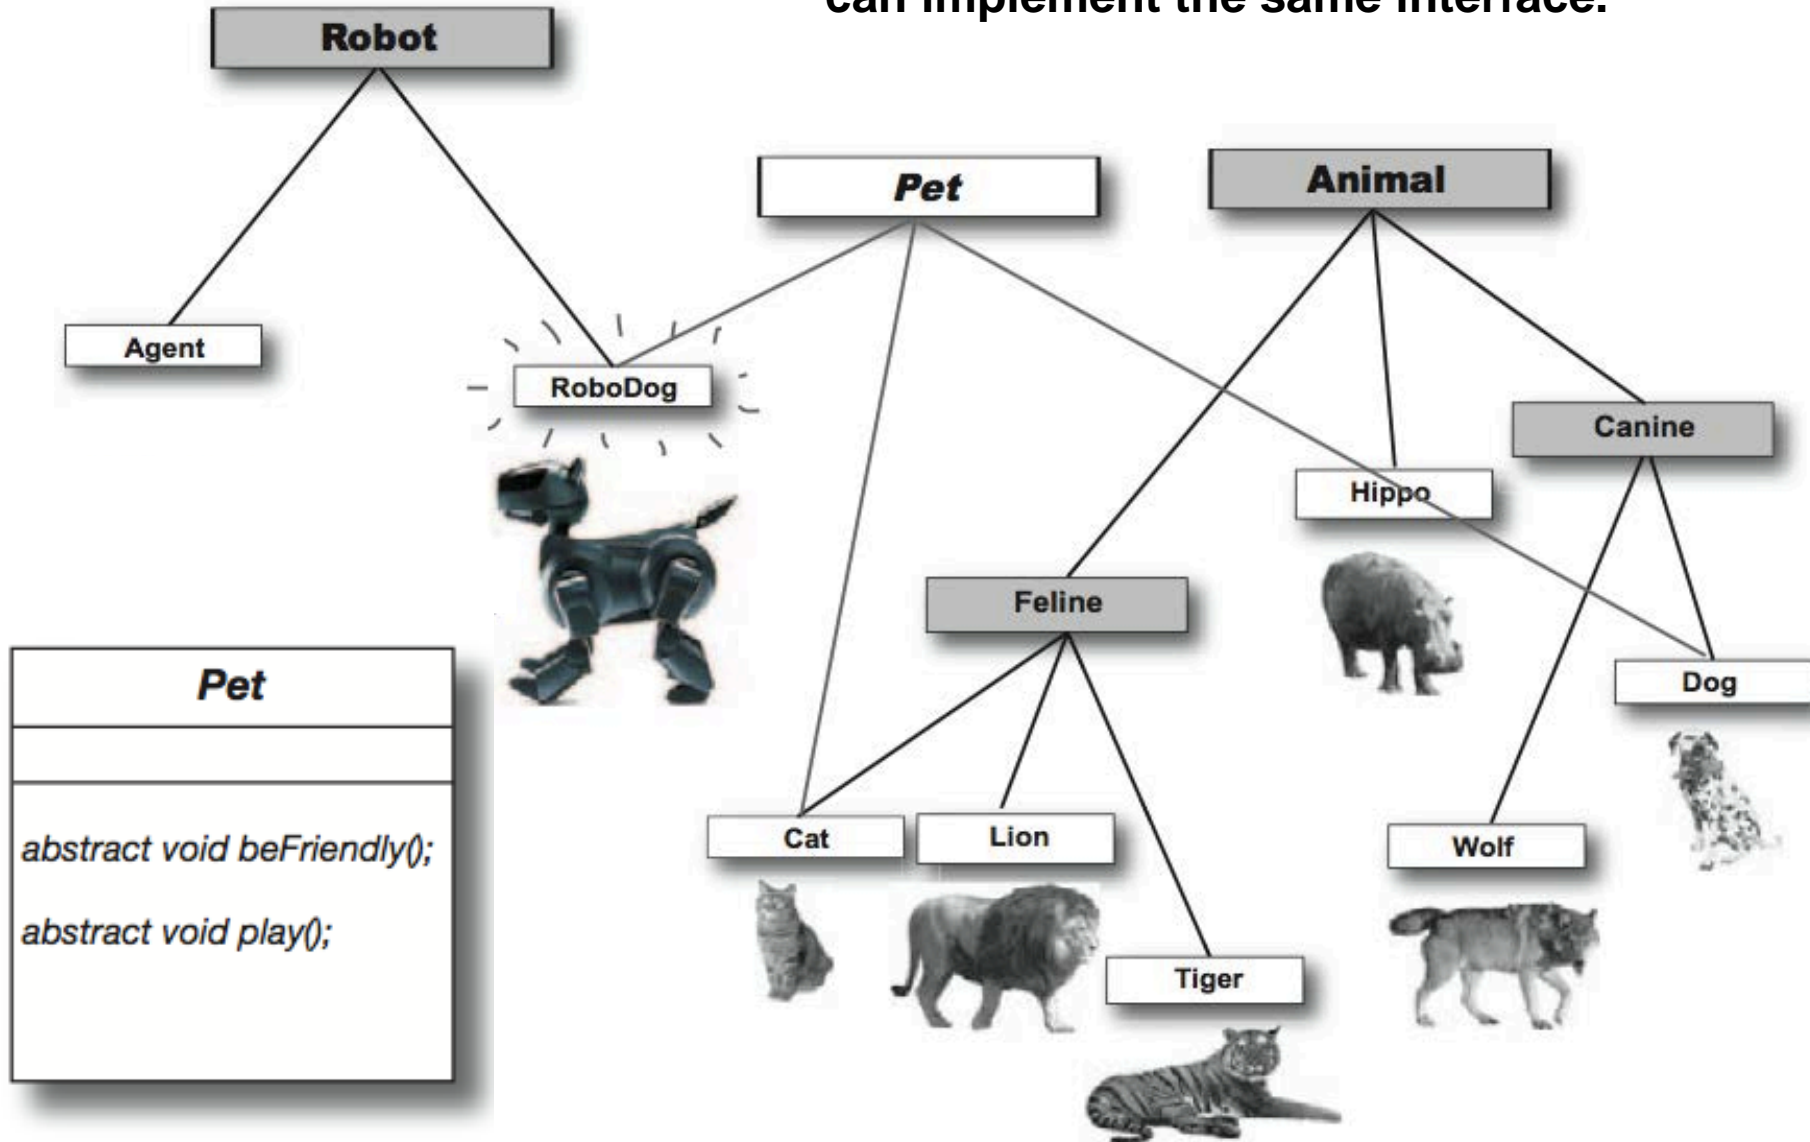 can implement the same interface.
Robot
Pet
Animal
Agent
RoboDog
Canine
Hippo
Feline
Dog
Pet
abstract void beFriendly();
abstract void play();
Cat
Lion
Wolf
Tiger